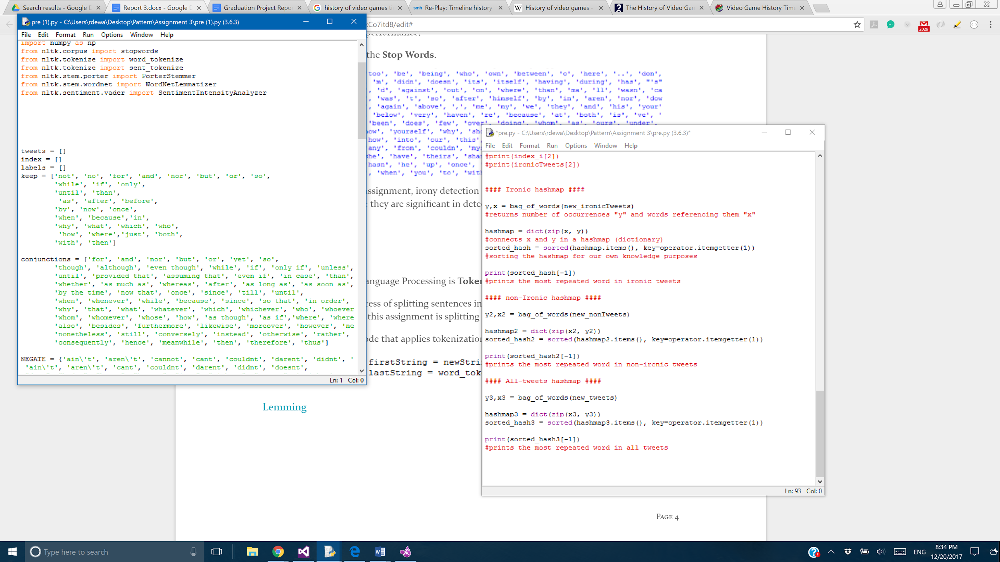 Search results - Google D
Report 3.docx - Google D
Graduation Project Repo
history of video games ti
smh Re-Play: Timeline history
W History of video games -
The History of Video Gam
Video Game History Time
Co7itd8/edit#
2029
pre (1).py - C:\Users\rdewa\Desktop\Pattern\Assignment 3\pre (1).py (3.6.3)
File Edit Format Run Options Window Help
import numpy as np
from nltk.corpus import stopwords
from nltk.tokenize import word_tokenize
from nltk.tokenize import sent_tokenize
from nltk.stem.porter import PorterStemmer
from nltk.stem.wordnet import WordNetLemmatizer
from nltk.sentiment.vader import SentimentIntensityAnalyzer
tweets = []
index = []
labels = []
keep = ['not', 'no', 'for', 'and', 'nor', 'but', 'or', 'so',
'while', 'if', 'only',
'until', 'than',
'as', 'after', 'before',
'by', 'now', 'once',
'when', 'because','in',
'why', 'what', 'which', 'who',
'how', 'where','just', 'both',
'with', 'then']
conjunctions = ['for', 'and', 'nor', 'but', 'or', 'yet', 'so',
'though', 'although', 'even though', 'while', 'if', 'only if', 'unless',
'until', 'provided that', 'assuming that', 'even if', 'in case', 'than',
'whether', 'as much as', 'whereas', 'after', 'as long as', 'as soon as',
'by the time', 'now that', 'once', 'since', 'till', 'until',
'when', 'whenever', 'while', 'because', 'since', 'so that', 'in order',
'why', 'that', 'what', 'whatever', 'which', 'whichever', 'who', 'whoever
'whom', 'whomever', 'whose', 'how', 'as though', 'as if','where', 'where
'also', 'besides', 'furthermore', 'likewise', 'moreover', 'however', 'ne
'nonetheless', 'still', 'conversely', 'instead', 'otherwise', 'rather',
'consequently', 'hence', 'meanwhile', 'then', 'therefore', 'thus']
NEGATE = {'ain\'t', 'aren\'t', 'cannot', 'cant', 'couldnt', 'darent', 'didnt', '
'ain\'t', 'aren\'t', 'cant', 'couldnt', 'darent', 'didnt', 'doesnt',
Ln: 1 Col: 0
performance.
the Stop Words.
too', 'be', 'being', 'who', 'own', 'between', 'o', 'here', '..', 'don',
'm', 'didn', 'doesn', 'its', 'itself', 'having', 'during', 'has', "'s"
, 'd', 'against', 'out', 'on', 'where', 'than', 'ma', 'll', 'wasn', 'ca
, 'was', 't', 'so', 'after', 'himself', 'by', 'in', 'aren', 'nor', 'dow
, 'again', 'above', ',', 'me', 'my', 'we', 'they', 'and', 'his', 'your'
'below', 'very', 'haven', 're', 'because', 'at', 'both', 'is', 've', '
been', 'does', 'few', 'over', 'doing', 'whom', 'as', 'ours', 'under',
ow', 'yourself', 'why', 'sho
how', 'into', 'our', 'this'
any', 'from', 'couldn', 'mys
he', 'have', 'theirs', 'shan
hasn', 'he', 'up', 'once',
, 'when', 'you', 'to', 'with
ssignment, irony detection
e they are significant in dete
anguage Processing is Token
cess of splitting sentences in
this assignment is splitting
ode that applies tokenization
firstString = newStri
lastString = word_tok
Lemming
Page 4
*pre.py - C:\Users\rdewa\Desktop\Pattern\Assignment 3\pre.py (3.6.3)*
File Edit Format Run Options Window Help
#print(index_i[2])
#print(ironicTweets[2])
#### Ironic hashmap ####
y,x = bag_of_words(new_ironicTweets)
#returns number of occurrences "y" and words referencing them "x"
hashmap = dict(zip(x, y))
#connects x and y in a hashmap (dictionary)
sorted_hash = sorted(hashmap.items(), key=operator.itemgetter(1))
#sorting the hashmap for our own knowledge purposes
print(sorted_hash[-1])
#prints the most repeated word in ironic tweets
#### non-Ironic hashmap ####
y2,x2 = bag_of_words(new_nonTweets)
hashmap2 = dict(zip(x2, y2))
sorted_hash2 = sorted(hashmap2.items(), key=operator.itemgetter(1))
print(sorted_hash2[-1])
#prints the most repeated word in non-ironic tweets
#### All-tweets hashmap ####
y3,x3 = bag_of_words(new_tweets)
hashmap3 = dict(zip(x3, y3))
sorted_hash3 = sorted(hashmap3.items(), key=operator.itemgetter(1))
print(sorted_hash3[-1])
#prints the most repeated word in all tweets
Ln: 93 Col: 0
Type here to search
ENG
8:34 PM
12/20/2017